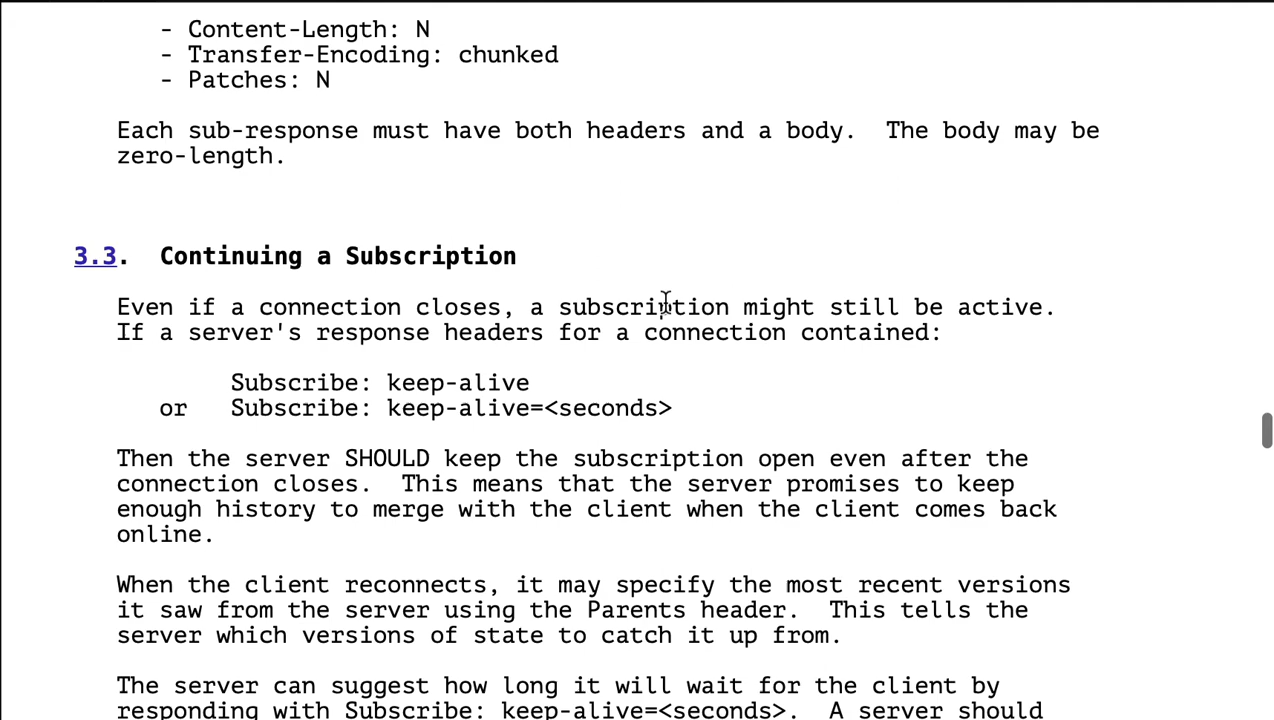 - Content-Length: N
- Transfer-Encoding: chunked
- Patches: N
Each sub-response must have both headers and a body.  The body may be
zero-length.
3.3.  Continuing a Subscription
Even if a connection closes, a subscription might still be active.
If a server's response headers for a connection contained:
Subscribe: keep-alive
or   Subscribe: keep-alive=<seconds>
Then the server SHOULD keep the subscription open even after the
connection closes.  This means that the server promises to keep
enough history to merge with the client when the client comes back
online.
When the client reconnects, it may specify the most recent versions
it saw from the server using the Parents header.  This tells the
server which versions of state to catch it up from.
The server can suggest how long it will wait for the client by
responding with Subscribe: keep-alive=<seconds>.  A server should